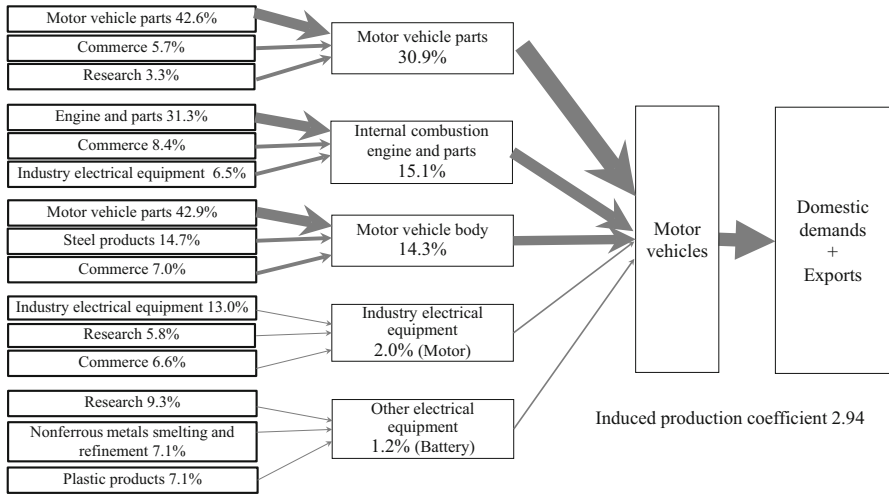 Motor vehicle parts 42.6%
Commerce 5.7%
Research 3.3%
Motor vehicle parts
30.9%
Engine and parts 31.3%
Commerce 8.4%
Industry electrical equipment 6.5%
Internal combustion
engine and parts
15.1%
Motor vehicle parts 42.9%
Steel products 14.7%
Commerce 7.0%
Motor vehicle body
14.3%
Industry electrical equipment 13.0%
Research 5.8%
Commerce 6.6%
Industry electrical
equipment
2.0% (Motor)
Research 9.3%
Nonferrous metals smelting and
refinement 7.1%
Plastic products 7.1%
Other electrical
equipment
1.2% (Battery)
Motor
vehicles
Domestic
demands
+
Exports
Induced production coefficient 2.94